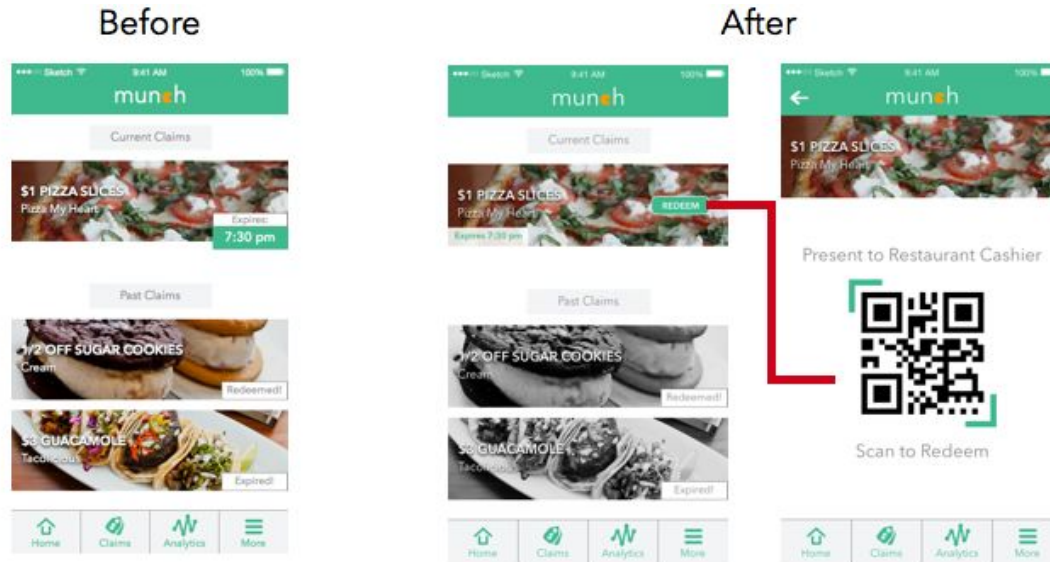 Before
After
Sketch
9:41 AM
100%
munch
Current Claims
$1 PIZZA SLICES
Pizza My Heart
Expires:
7:30 pm
Past Claims
1/2 OFF SUGAR COOKIES
Cream
Redeemed!
$3 GUACAMOLE
Tacolicious
Expired!
Home
Claims
Analytics
More
Sketch
9:41 AM
100%
munch
Current Claims
$1 PIZZA SLICES
Pizza My Heart
REDEEM
Expires 7:30 pm
Past Claims
1/2 OFF SUGAR COOKIES
Cream
Redeemed!
$3 GUACAMOLE
Tacolicious
Expired!
Home
Claims
Analytics
More
Sketch
9:41 AM
100%
munch
$1 PIZZA SLICES
Pizza My Heart
Present to Restaurant Cashier
Scan to Redeem
Home
Claims
Analytics
More